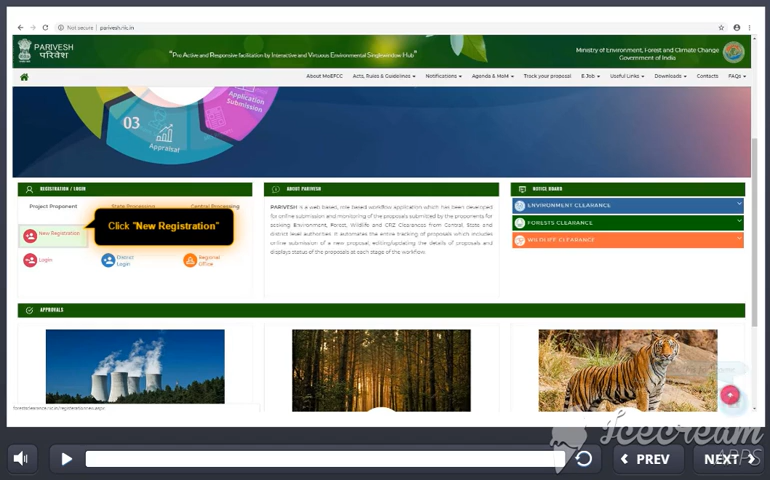 Not secure | parivesh.nic.in
PARIVESH
परिवेश
"Pro Active and Responsive facilitation by Interactive and Virtuous Environmental Singlewindow Hub"
Ministry of Environment, Forest and Climate Change
Government of India
About MoEFCC Acts, Rules & Guidelines Notifications Agenda & MoM Track your proposal E Job Useful Links Downloads Contacts FAQs
Application
Submission
03
Appraisal
REGISTRATION / LOGIN
ABOUT PARIVESH
NOTICE BOARD
Project Proponent State Processing Central Processing
New Registration
Click "New Registration"
Login
District
Login
Regional
Office
PARIVESH is a web based, role based workflow application which has been developed
for online submission and monitoring of the proposals submitted by the proponents for
seeking Environment, Forest, Wildlife and CRZ Clearances from Central, State and
district level authorities. It automates the entire tracking of proposals which includes
online submission of a new proposal, editing/updating the details of proposals and
displays status of the proposals at each stage of the workflow.
ENVIRONMENT CLEARANCE
FORESTS CLEARANCE
WILDLIFE CLEARANCE
APPROVALS
Icecream
APPS
PREV
NEXT